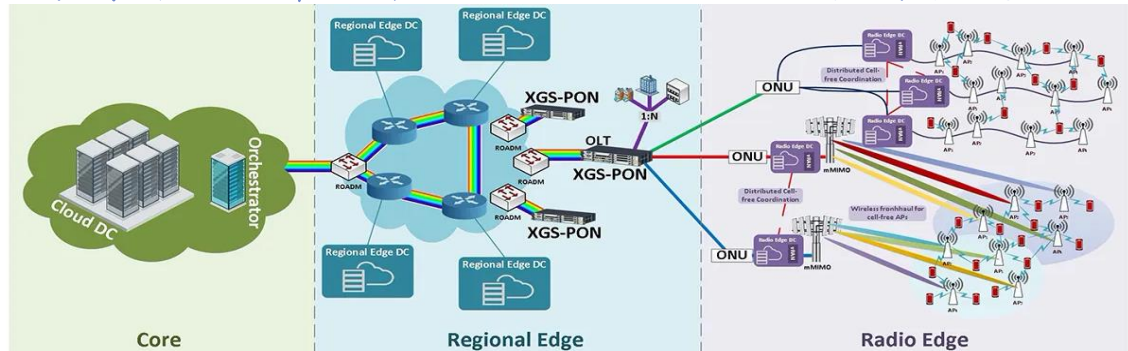 Cloud DC
Orchestrator
Core
Regional Edge DC
Regional Edge DC
Regional Edge DC
Regional Edge DC
ROADM
ROADM
ROADM
ROADM
XGS-PON
OLT
XGS-PON
XGS-PON
1:N
Regional Edge
ONU
ONU
ONU
Radio Edge DC
Distributed Cell-
free Coordination
Radio Edge DC
Radio Edge DC
Radio Edge DC
mMIMO
Distributed Cell-
free Coordination
Radio Edge DC
mMIMO
Wireless fronhhaul for
cell-free APs
Radio Edge